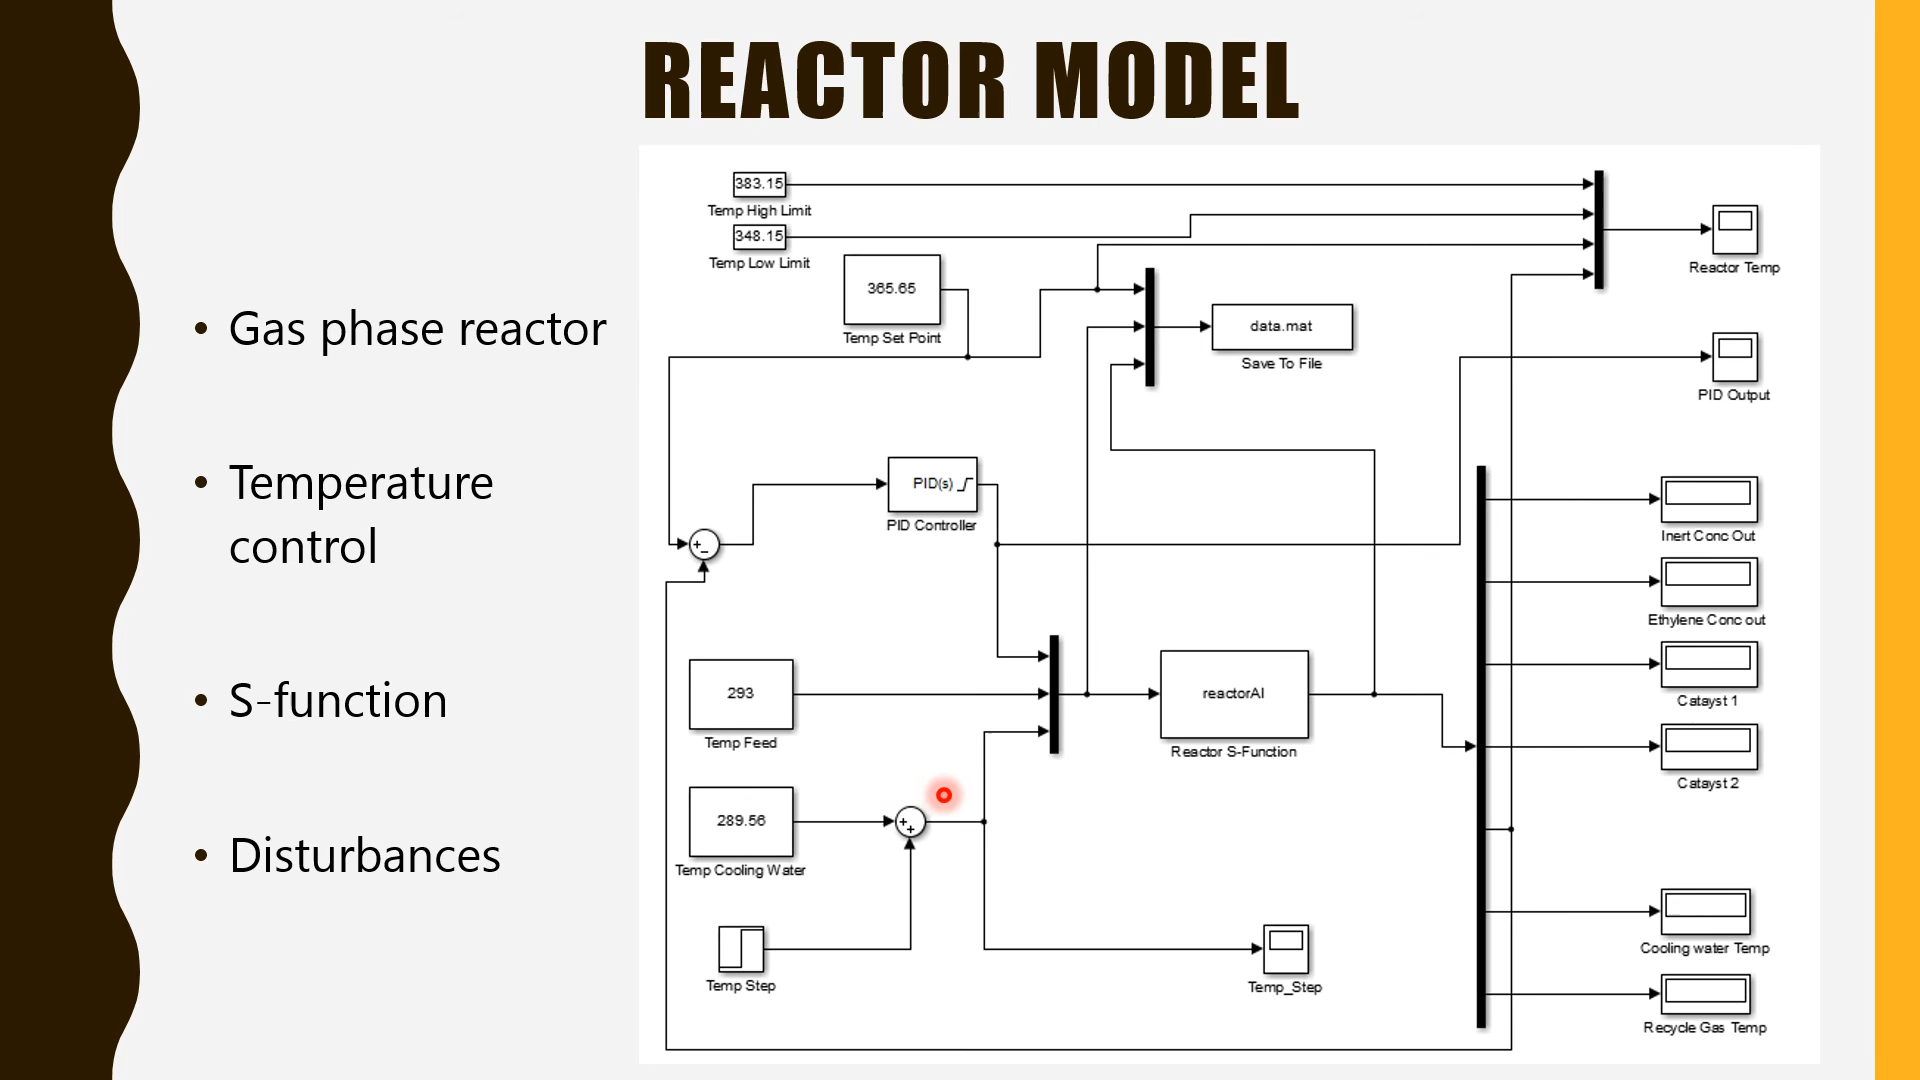 REACTOR MODEL
• Gas phase reactor
• Temperature
control
• S-function
• Disturbances
383.15
Temp High Limit
348.15
Temp Low Limit
365.65
Temp Set Point
data.mat
Save To File
Reactor Temp
PID Output
PID(s)
PID Controller
+
−
Inert Conc Out
Ethylene Conc out
Catayst 1
Catayst 2
293
Temp Feed
reactorAI
Reactor S-Function
289.56
Temp Cooling Water
+
+
Temp Step
Temp_Step
Cooling water Temp
Recycle Gas Temp